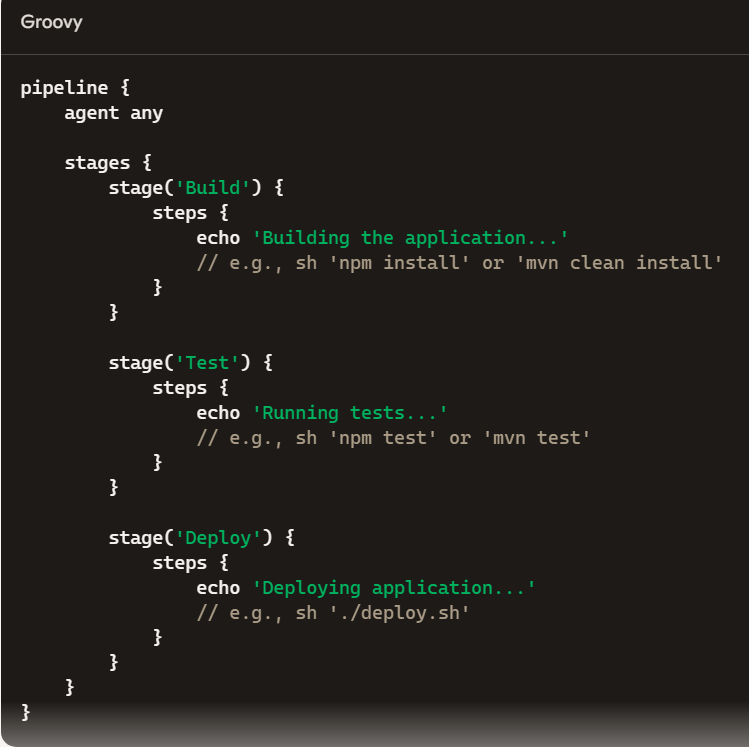 Groovy
pipeline {
    agent any
    stages {
        stage('Build') {
            steps {
                echo 'Building the application...'
                // e.g., sh 'npm install' or 'mvn clean install'
            }
        }
        stage('Test') {
            steps {
                echo 'Running tests...'
                // e.g., sh 'npm test' or 'mvn test'
            }
        }
        stage('Deploy') {
            steps {
                echo 'Deploying application...'
                // e.g., sh './deploy.sh'
            }
        }
    }
}